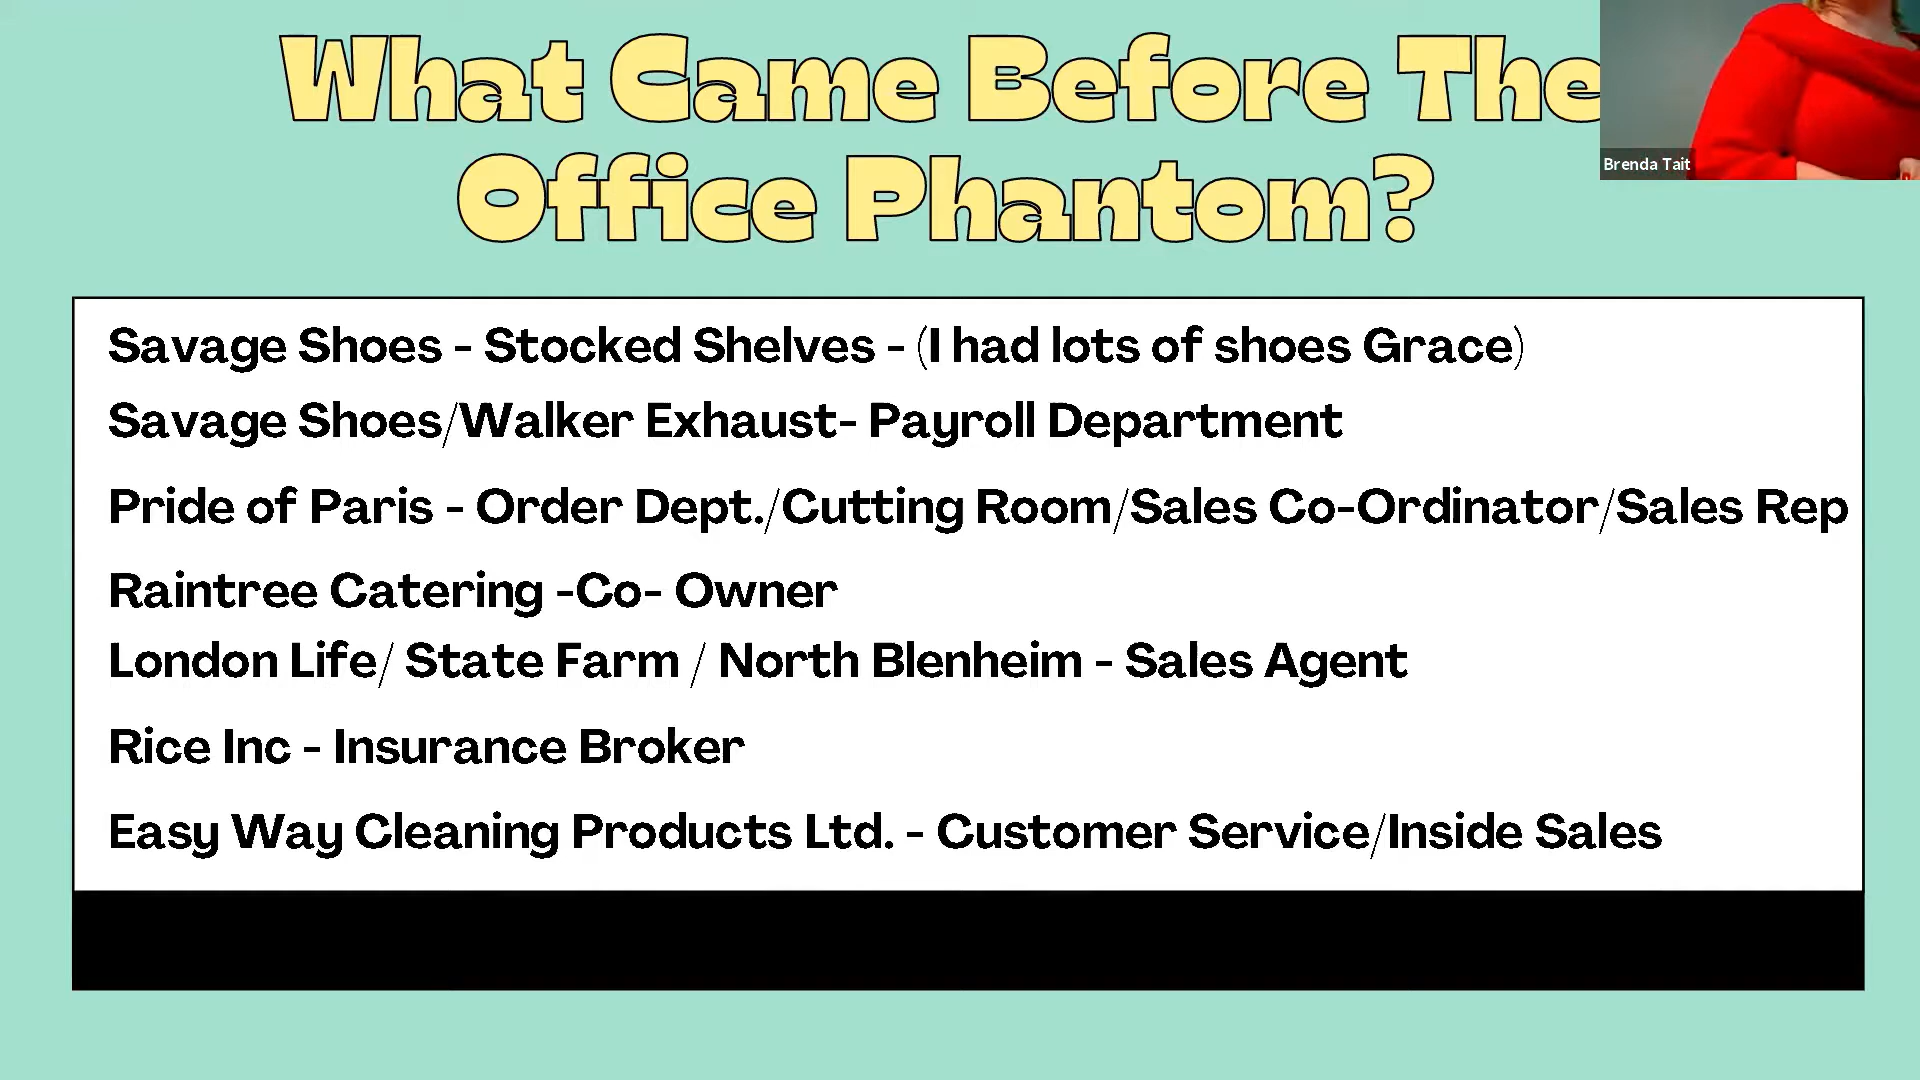 What Came Before The
Office Phantom?
Brenda Tait
Savage Shoes - Stocked Shelves - (I had lots of shoes Grace)
Savage Shoes/Walker Exhaust- Payroll Department
Pride of Paris - Order Dept./Cutting Room/Sales Co-Ordinator/Sales Rep
Raintree Catering -Co- Owner
London Life/ State Farm / North Blenheim - Sales Agent
Rice Inc - Insurance Broker
Easy Way Cleaning Products Ltd. - Customer Service/Inside Sales